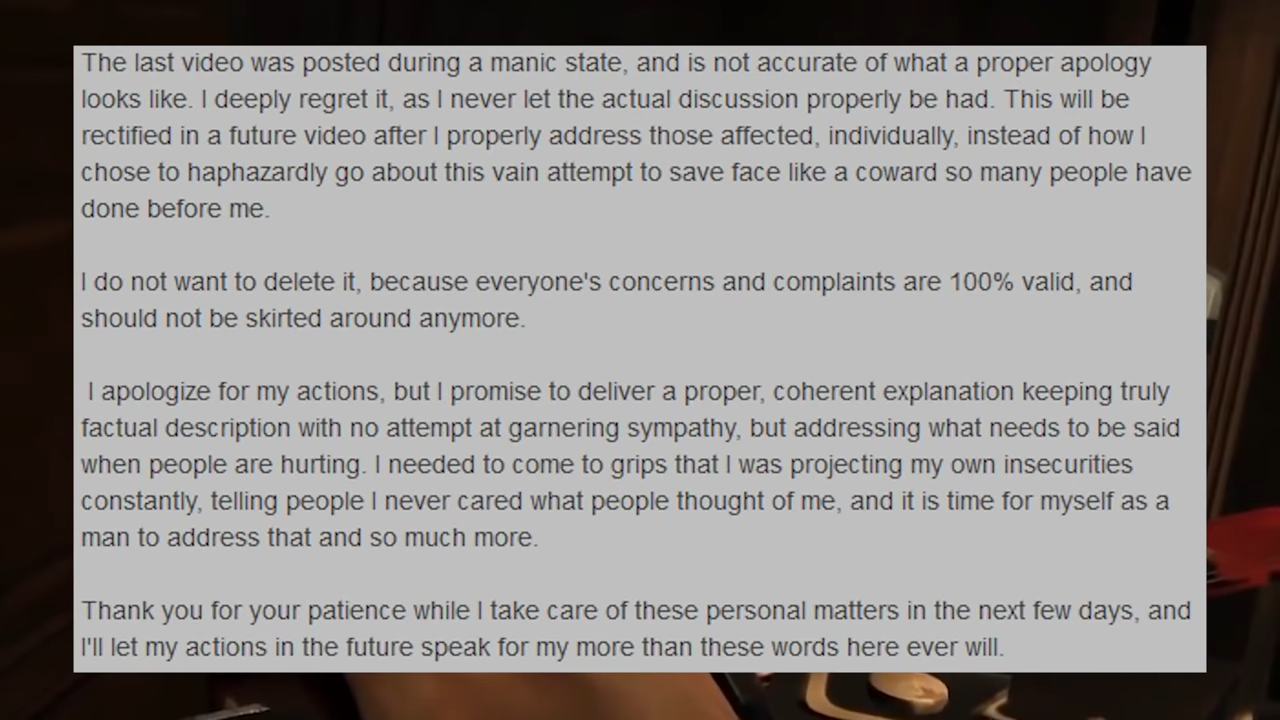 The last video was posted during a manic state, and is not accurate of what a proper apology
looks like. I deeply regret it, as I never let the actual discussion properly be had. This will be
rectified in a future video after I properly address those affected, individually, instead of how I
chose to haphazardly go about this vain attempt to save face like a coward so many people have
done before me.
I do not want to delete it, because everyone's concerns and complaints are 100% valid, and
should not be skirted around anymore.
I apologize for my actions, but I promise to deliver a proper, coherent explanation keeping truly
factual description with no attempt at garnering sympathy, but addressing what needs to be said
when people are hurting. I needed to come to grips that I was projecting my own insecurities
constantly, telling people I never cared what people thought of me, and it is time for myself as a
man to address that and so much more.
Thank you for your patience while I take care of these personal matters in the next few days, and
I'll let my actions in the future speak for my more than these words here ever will.